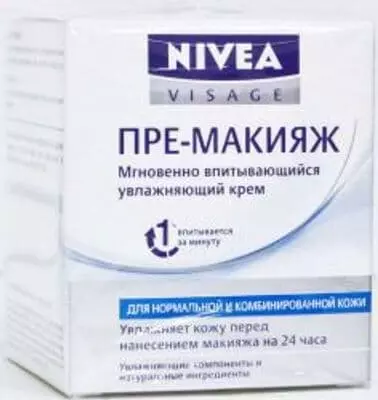 NIVEA
VISAGE
ПРЕ-МАКИЯЖ
Мгновенно впитывающийся
увлажняющий крем
1 впитывается
за минуту
ДЛЯ НОРМАЛЬНОЙ И КОМБИНИРОВАННОЙ КОЖИ
Увлажняет кожу перед
нанесением макияжа на 24 часа
Увлажняющие компоненты и
натуральные ингредиенты